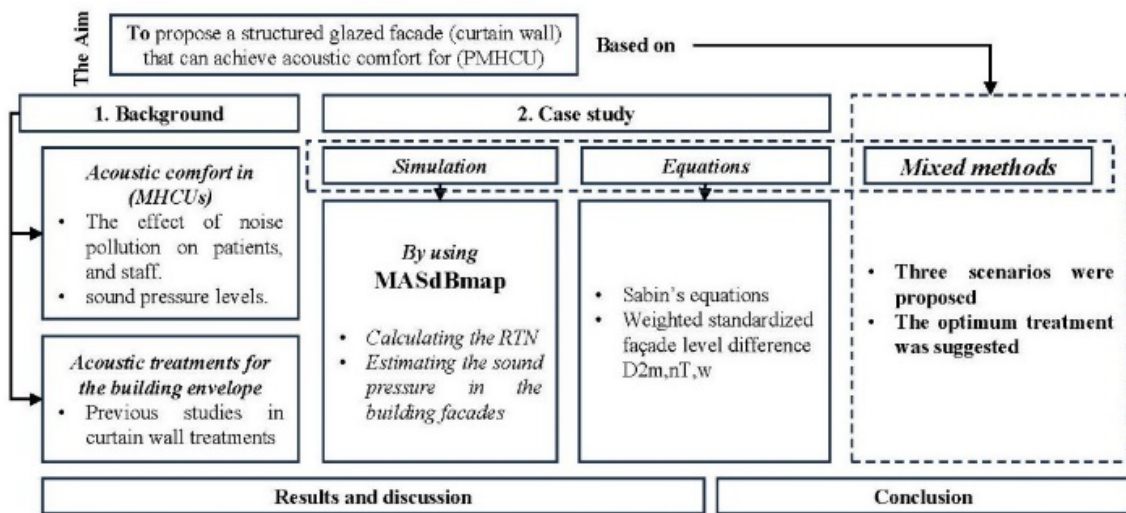 The Aim
To propose a structured glazed facade (curtain wall)
that can achieve acoustic comfort for (PMHCU)
Based on
1. Background
Acoustic comfort in
(MHCUs)
• The effect of noise
pollution on patients,
and staff.
• sound pressure levels.
Acoustic treatments for
the building envelope
• Previous studies in
curtain wall treatments
2. Case study
Simulation
By using
MASdBmap
• Calculating the RTN
• Estimating the sound
pressure in the
building facades
Equations
• Sabin's equations
• Weighted standardized
façade level difference
D2m,nT,w
Mixed methods
• Three scenarios were
proposed
• The optimum treatment
was suggested
Results and discussion
Conclusion